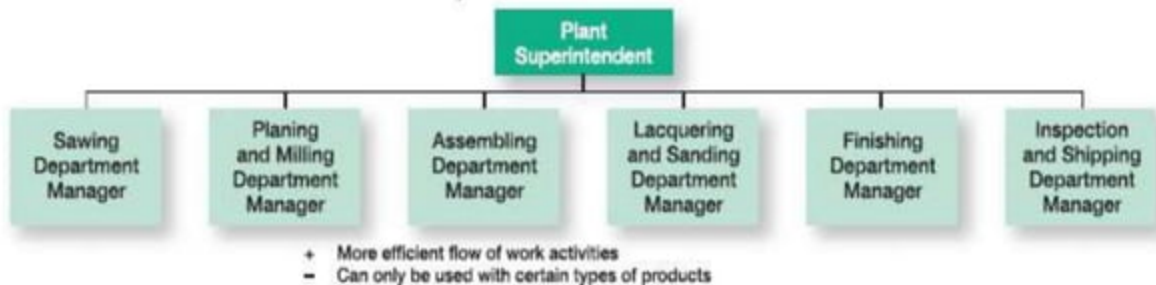 Plant
Superintendent
Sawing
Department
Manager
Planing
and Milling
Department
Manager
Assembling
Department
Manager
Lacquering
and Sanding
Department
Manager
Finishing
Department
Manager
Inspection
and Shipping
Department
Manager
+ More efficient flow of work activities
– Can only be used with certain types of products